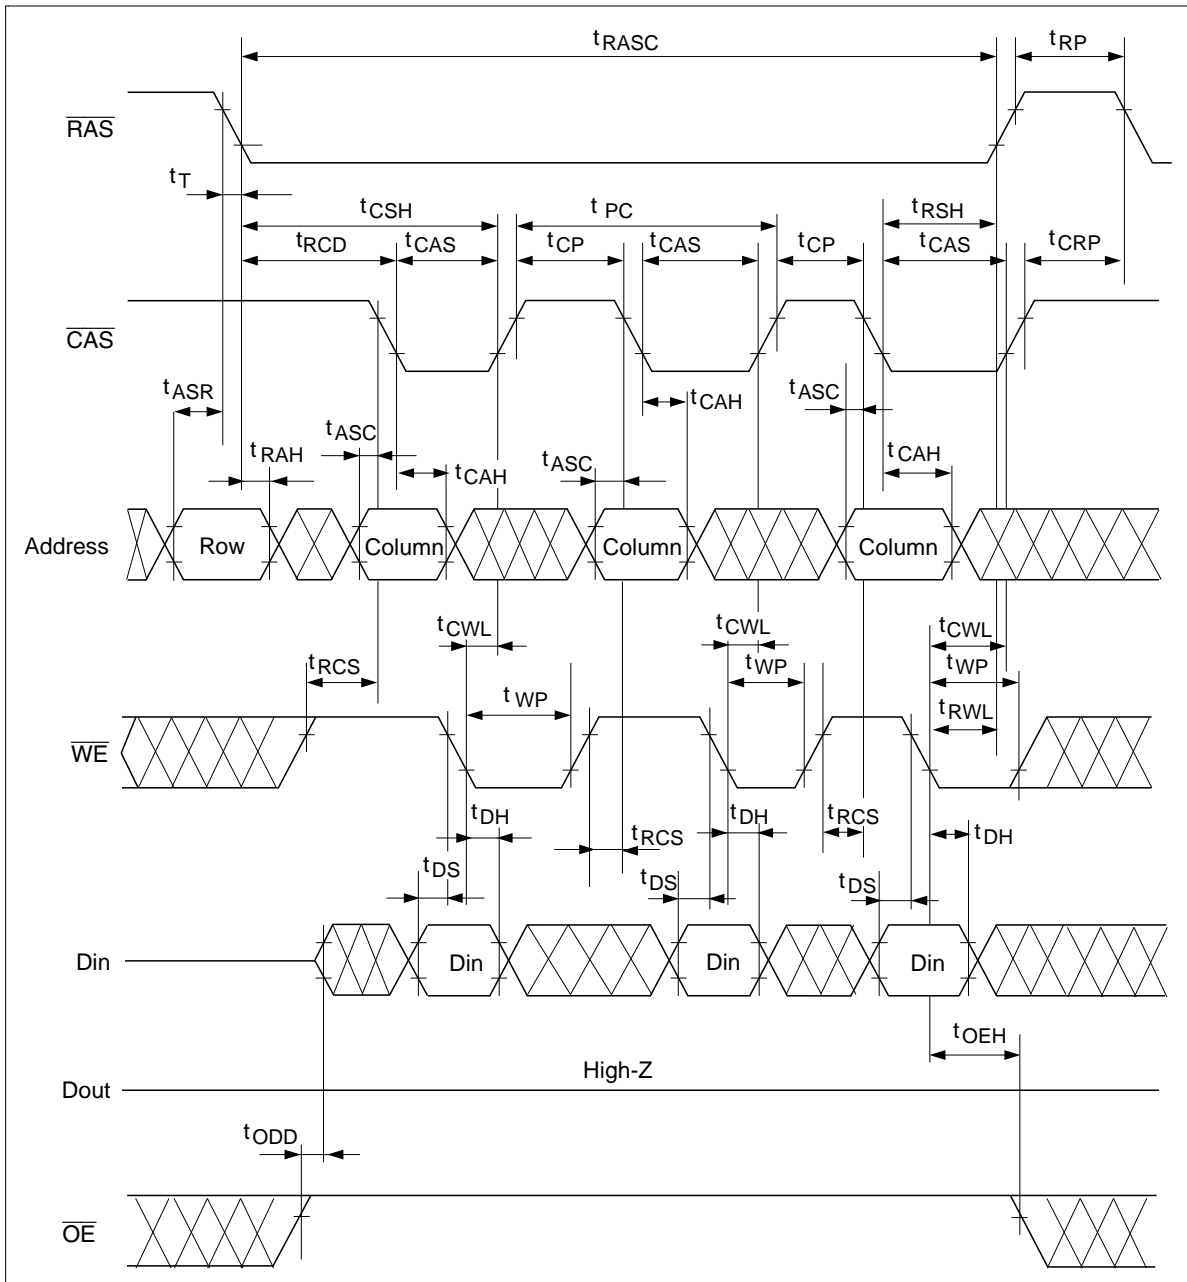 tRASC tRP
RAS
tT
tCSH tPC tRSH
tRCD tCAS tCP tCAS tCP tCAS tCRP
CAS
tASR tCAH tASC
tRAH tASC tCAH tASC tCAH
Address Row Column Column Column
tCWL tCWL tCWL
tRCS tWP tWP tWP
tRWL
WE
tDH tRCS tDH tRCS tDH
tDS tDS tDS
Din Din Din Din
tOEH
High-Z
Dout
tODD
OE